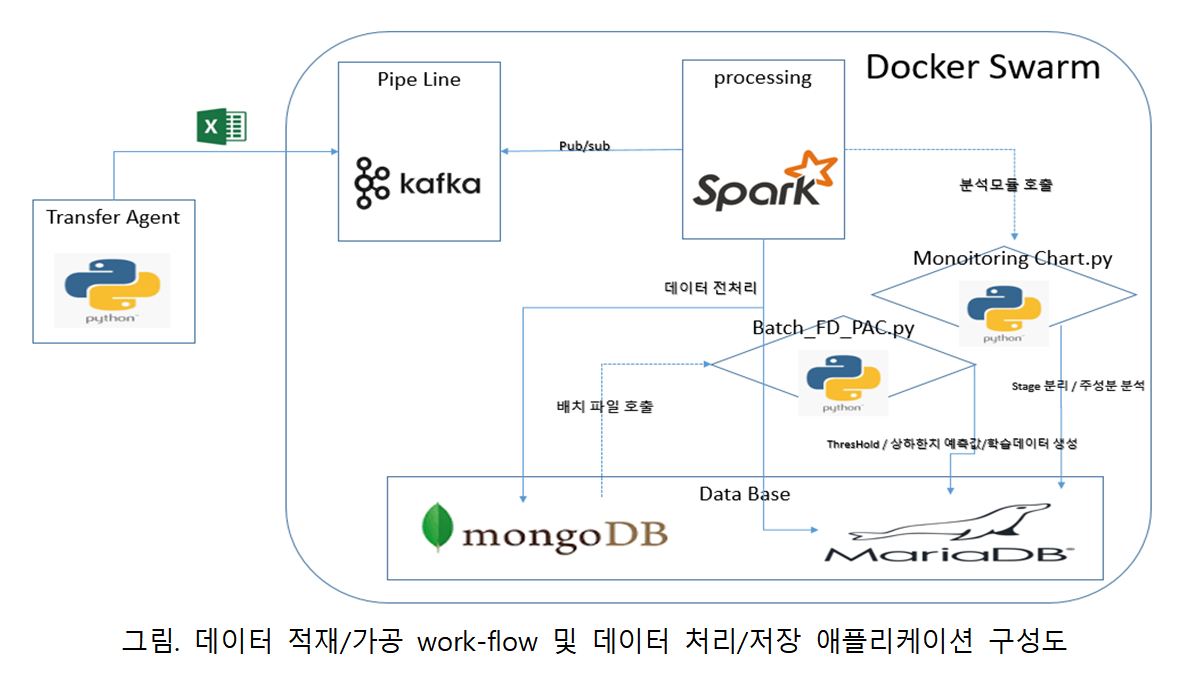 Docker Swarm
Pipe Line
kafka
processing
Spark
Pub/sub
X
Transfer Agent
python
분석모듈 호출
Monoitoring Chart.py
python
데이터 전처리
Batch_FD_PAC.py
python
배치 파일 호출
Stage 분리 / 주성분 분석
ThresHold / 상하한치 예측값/학습데이터 생성
Data Base
mongoDB
MariaDB
그림. 데이터 적재/가공 work-flow 및 데이터 처리/저장 애플리케이션 구성도